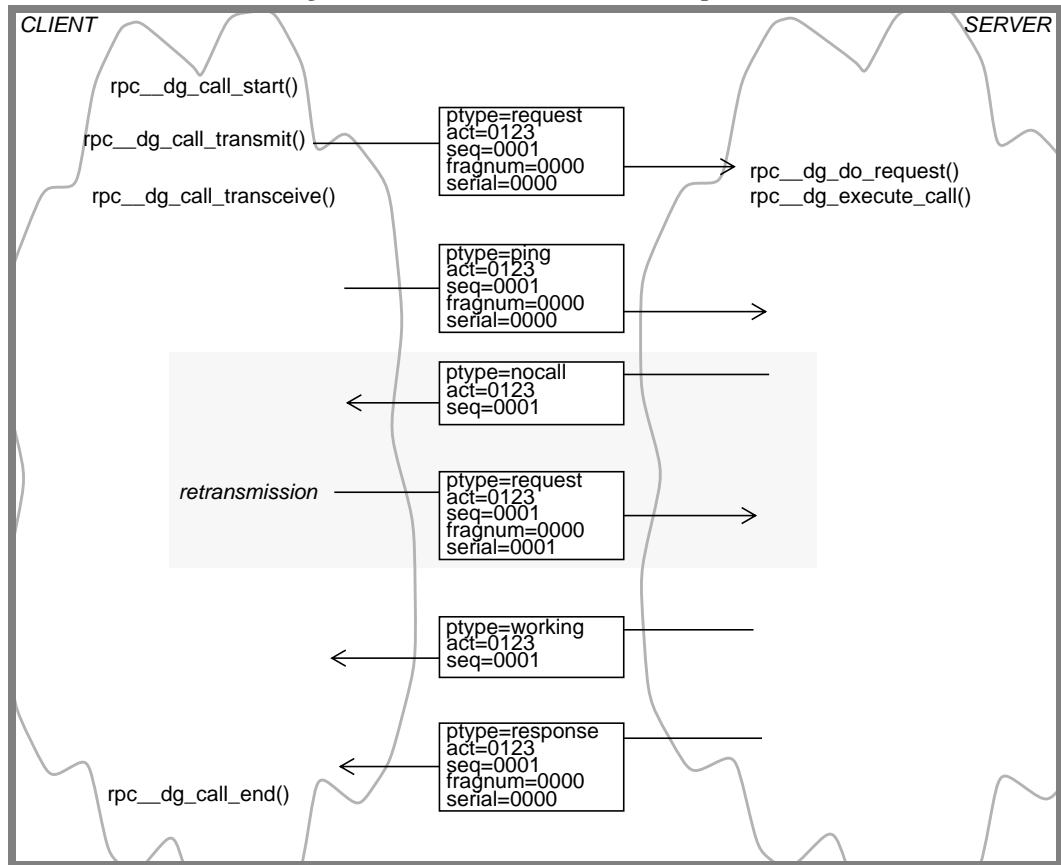 CLIENT
SERVER
rpc__dg_call_start()
rpc__dg_call_transmit()
rpc__dg_call_transceive()
ptype=request
act=0123
seq=0001
fragnum=0000
serial=0000
rpc__dg_do_request()
rpc__dg_execute_call()
ptype=ping
act=0123
seq=0001
fragnum=0000
serial=0000
ptype=nocall
act=0123
seq=0001
retransmission
ptype=request
act=0123
seq=0001
fragnum=0000
serial=0001
ptype=working
act=0123
seq=0001
ptype=response
act=0123
seq=0001
fragnum=0000
serial=0000
rpc__dg_call_end()